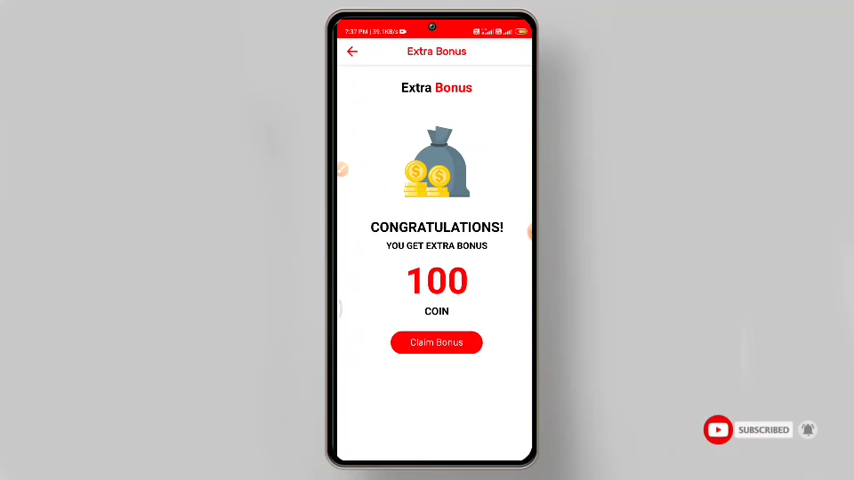 7:37 PM | 39.1KB/s
Extra Bonus
Extra Bonus
CONGRATULATIONS!
YOU GET EXTRA BONUS
100
COIN
Claim Bonus
SUBSCRIBED